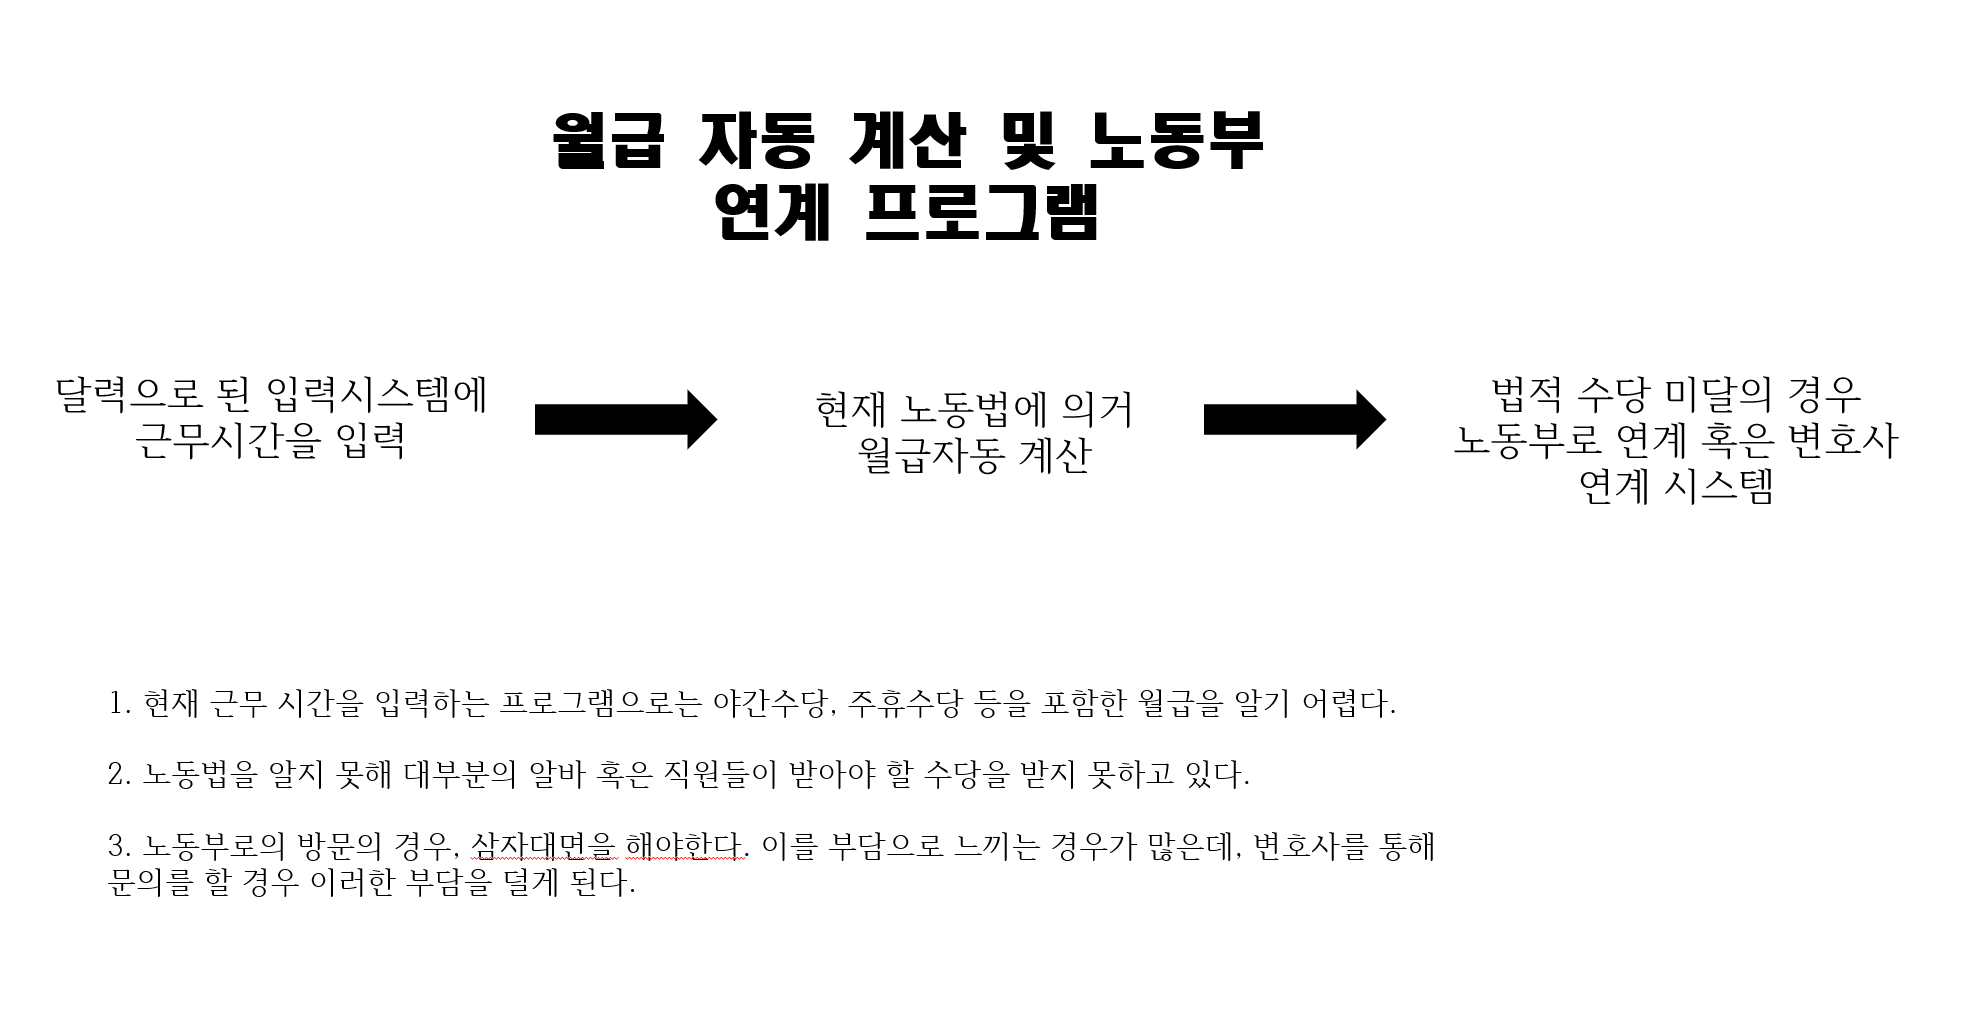 월급 자동 계산 및 노동부
연계 프로그램
달력으로 된 입력시스템에
근무시간을 입력
현재 노동법에 의거
월급자동 계산
법적 수당 미달의 경우
노동부로 연계 혹은 변호사
연계 시스템
1. 현재 근무 시간을 입력하는 프로그램으로는 야간수당, 주휴수당 등을 포함한 월급을 알기 어렵다.
2. 노동법을 알지 못해 대부분의 알바 혹은 직원들이 받아야 할 수당을 받지 못하고 있다.
3. 노동부로의 방문의 경우, 삼자대면을 해야한다. 이를 부담으로 느끼는 경우가 많은데, 변호사를 통해
문의를 할 경우 이러한 부담을 덜게 된다.